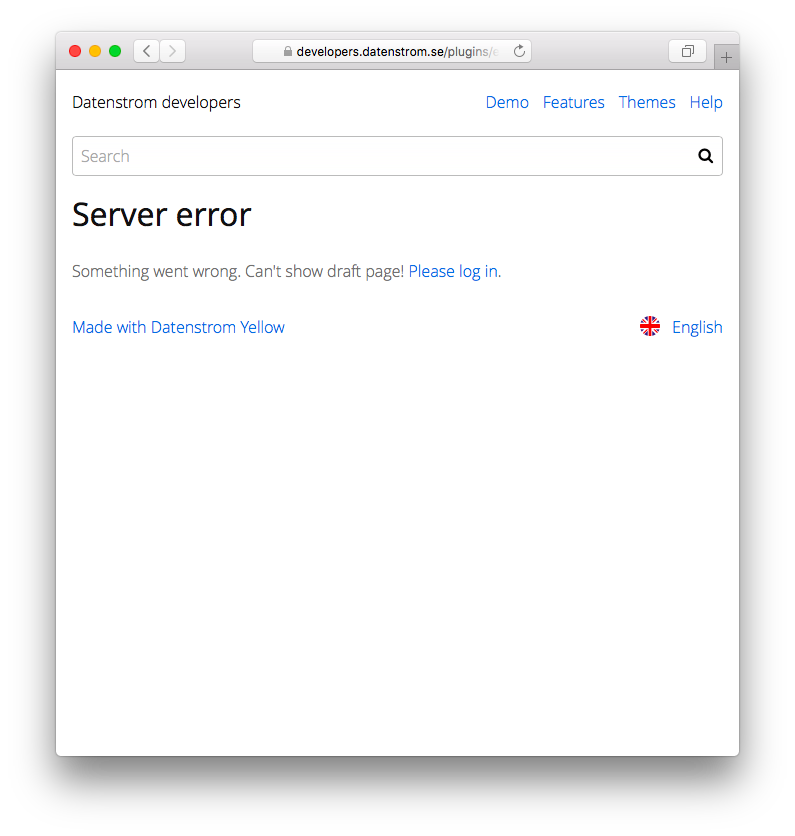 developers.datenstrom.se/plugins/
Datenstrom developers
Demo Features Themes Help
Search
Server error
Something went wrong. Can't show draft page! Please log in.
Made with Datenstrom Yellow
English